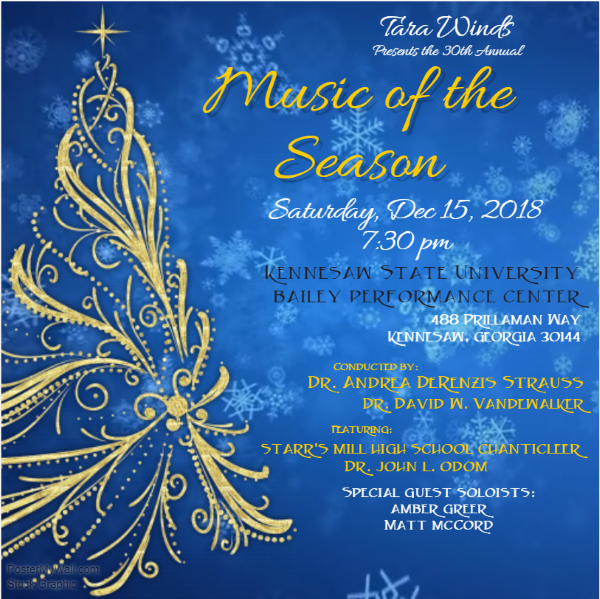 Tara Winds
Presents the 30th Annual
Music of the
Season
Saturday, Dec 15, 2018
7:30 pm
Kennesaw State University
Bailey Performance Center
488 Prillaman Way
Kennesaw, Georgia 30144
CONDUCTED BY:
Dr. Andrea DeRenzis Strauss
Dr. David W. Vandewalker
FEATURING:
STARR'S MILL HIGH SCHOOL CHANTICLEER
DR. JOHN L. ODOM
SPECIAL GUEST SOLOISTS:
AMBER GREER
MATT MCCORD
PosterMyWall.com
Stock Graphic